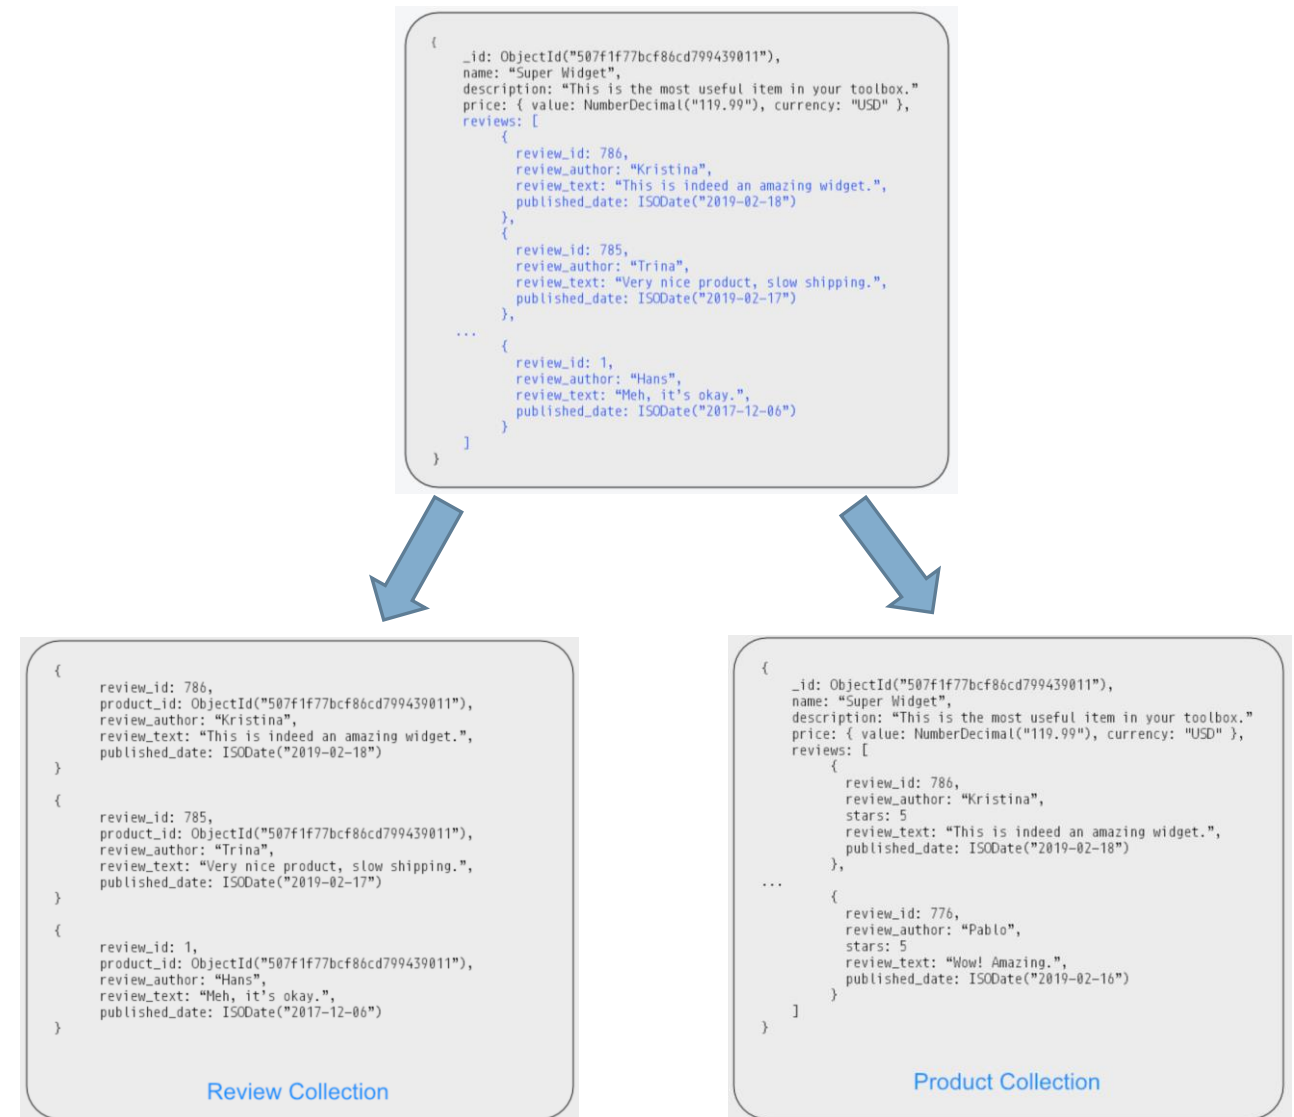 {
_id: ObjectId("507f1f77bcf86cd799439011"),
name: “Super Widget”,
description: “This is the most useful item in your toolbox.”
price: { value: NumberDecimal("119.99"), currency: "USD" },
reviews: [
{
review_id: 786,
review_author: “Kristina”,
review_text: “This is indeed an amazing widget.”,
published_date: ISODate("2019-02-18")
},
{
review_id: 785,
review_author: “Trina”,
review_text: “Very nice product, slow shipping.”,
published_date: ISODate("2019-02-17")
},
...
{
review_id: 1,
review_author: “Hans”,
review_text: “Meh, it’s okay.”,
published_date: ISODate("2017-12-06")
}
]
}
{
review_id: 786,
product_id: ObjectId("507f1f77bcf86cd799439011"),
review_author: “Kristina”,
review_text: “This is indeed an amazing widget.”,
published_date: ISODate("2019-02-18")
}
{
review_id: 785,
product_id: ObjectId("507f1f77bcf86cd799439011"),
review_author: “Trina”,
review_text: “Very nice product, slow shipping.”,
published_date: ISODate("2019-02-17")
}
{
review_id: 1,
product_id: ObjectId("507f1f77bcf86cd799439011"),
review_author: “Hans”,
review_text: “Meh, it’s okay.”,
published_date: ISODate("2017-12-06")
}
Review Collection
{
_id: ObjectId("507f1f77bcf86cd799439011"),
name: “Super Widget”,
description: “This is the most useful item in your toolbox.”
price: { value: NumberDecimal("119.99"), currency: "USD" },
reviews: [
{
review_id: 786,
review_author: “Kristina”,
stars: 5
review_text: “This is indeed an amazing widget.”,
published_date: ISODate("2019-02-18")
},
...
{
review_id: 776,
review_author: “Pablo”,
stars: 5
review_text: “Wow! Amazing.”,
published_date: ISODate("2019-02-16")
}
]
}
Product Collection